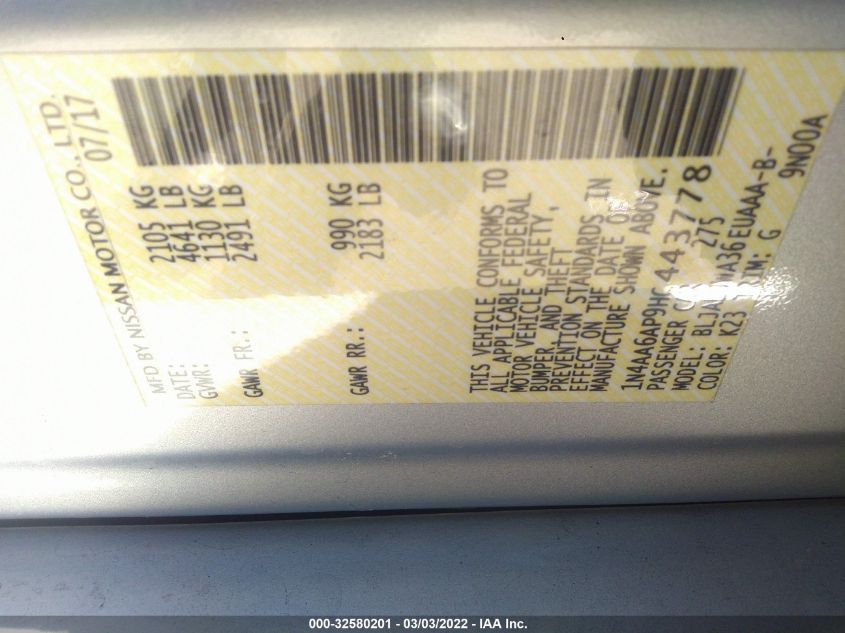 MFD BY NISSAN MOTOR CO., LTD.
DATE: 07/17
GVWR: 2105 KG
4641 LB
GAWR FR.: 1130 KG
2491 LB
GAWR RR.: 990 KG
2183 LB
THIS VEHICLE CONFORMS TO
ALL APPLICABLE FEDERAL
MOTOR VEHICLE SAFETY,
BUMPER, AND THEFT
PREVENTION STANDARDS IN
EFFECT ON THE DATE OF
MANUFACTURE SHOWN ABOVE.
1N4AA6AP9HC443778
PASSENGER 275
MODEL: EUAAA-B-
COLOR: K23 TRIM: G 9N00A
000-32580201 - 03/03/2022 - IAA Inc.